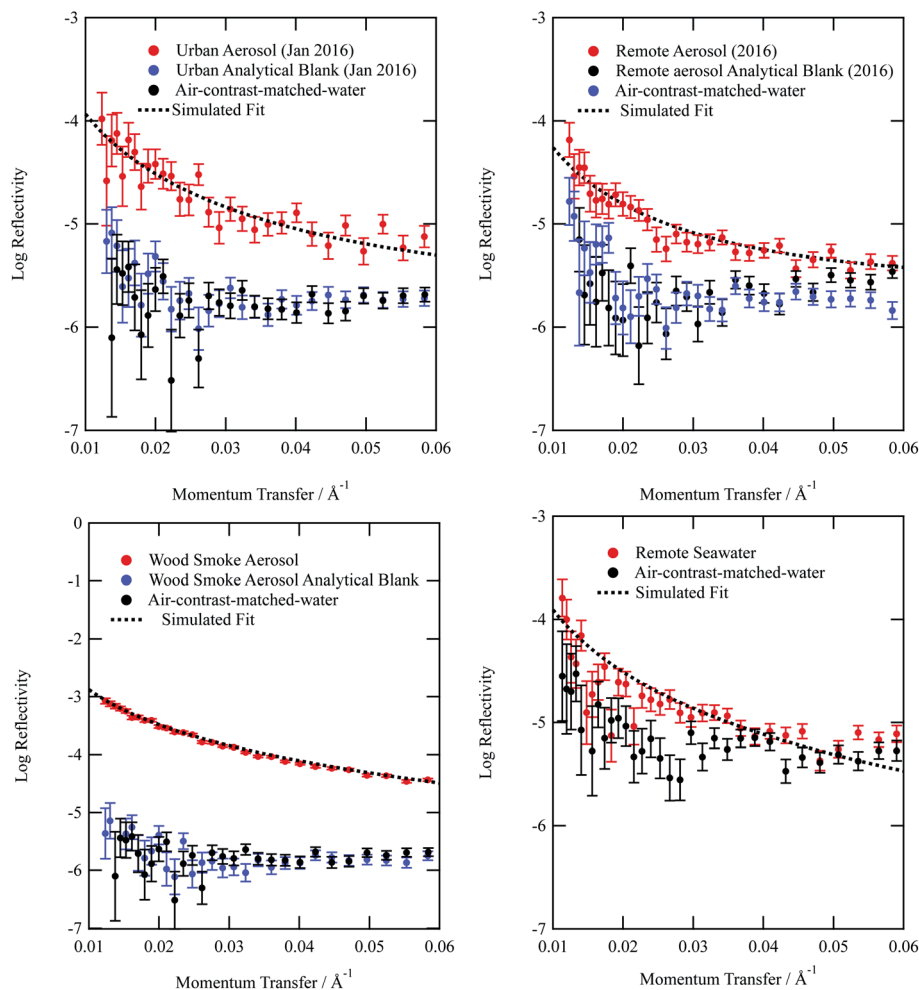 -3
-4
-5
-6
-7
Log Reflectivity
Urban Aerosol (Jan 2016)
Urban Analytical Blank (Jan 2016)
Air-contrast-matched-water
Simulated Fit
0.01 0.02 0.03 0.04 0.05 0.06
Momentum Transfer / Å⁻¹
-3
-4
-5
-6
-7
Log Reflectivity
Remote Aerosol (2016)
Remote aerosol Analytical Blank (2016)
Air-contrast-matched-water
Simulated Fit
0.01 0.02 0.03 0.04 0.05 0.06
Momentum Transfer / Å⁻¹
0
-1
-2
-3
-4
-5
-6
-7
Log Reflectivity
Wood Smoke Aerosol
Wood Smoke Aerosol Analytical Blank
Air-contrast-matched-water
Simulated Fit
0.01 0.02 0.03 0.04 0.05 0.06
Momentum Transfer / Å⁻¹
-3
-4
-5
-6
-7
Log Reflectivity
Remote Seawater
Air-contrast-matched-water
Simulated Fit
0.01 0.02 0.03 0.04 0.05 0.06
Momentum Transfer / Å⁻¹